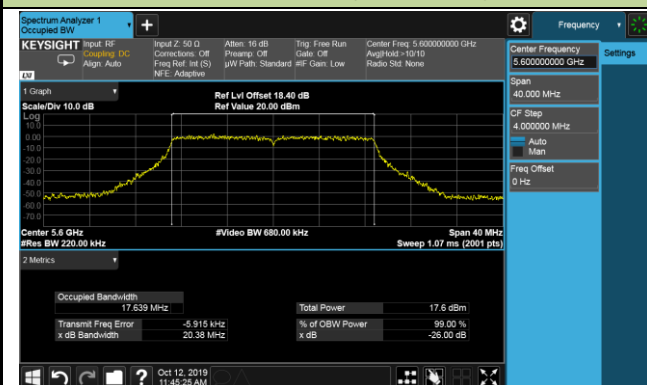 Spectrum Analyzer 1
Occupied BW
+
Frequency
KEYSIGHT
Input: RF
Coupling: DC
Align: Auto
Input Z: 50 Ω
Corrections: Off
Freq Ref: Int (S)
NFE: Adaptive
Atten: 16 dB
Preamp: Off
µW Path: Standard
Trig: Free Run
Gate: Off
#IF Gain: Low
Center Freq: 5.600000000 GHz
Avg|Hold:>10/10
Radio Std: None
LXI
1 Graph
Scale/Div 10.0 dB
Ref Lvl Offset 18.40 dB
Ref Value 20.00 dBm
Log
10.0
0.00
-10.0
-20.0
-30.0
-40.0
-50.0
-60.0
-70.0
Center 5.6 GHz
#Video BW 680.00 kHz
Span 40 MHz
#Res BW 220.00 kHz
Sweep 1.07 ms (2001 pts)
2 Metrics
Occupied Bandwidth
17.639 MHz
Total Power 17.6 dBm
Transmit Freq Error -5.915 kHz
% of OBW Power 99.00 %
x dB Bandwidth 20.38 MHz
x dB -26.00 dB
Center Frequency
5.600000000 GHz
Settings
Span
40.000 MHz
CF Step
4.000000 MHz
Auto
Man
Freq Offset
0 Hz
?
Oct 12, 2019
11:45:25 AM